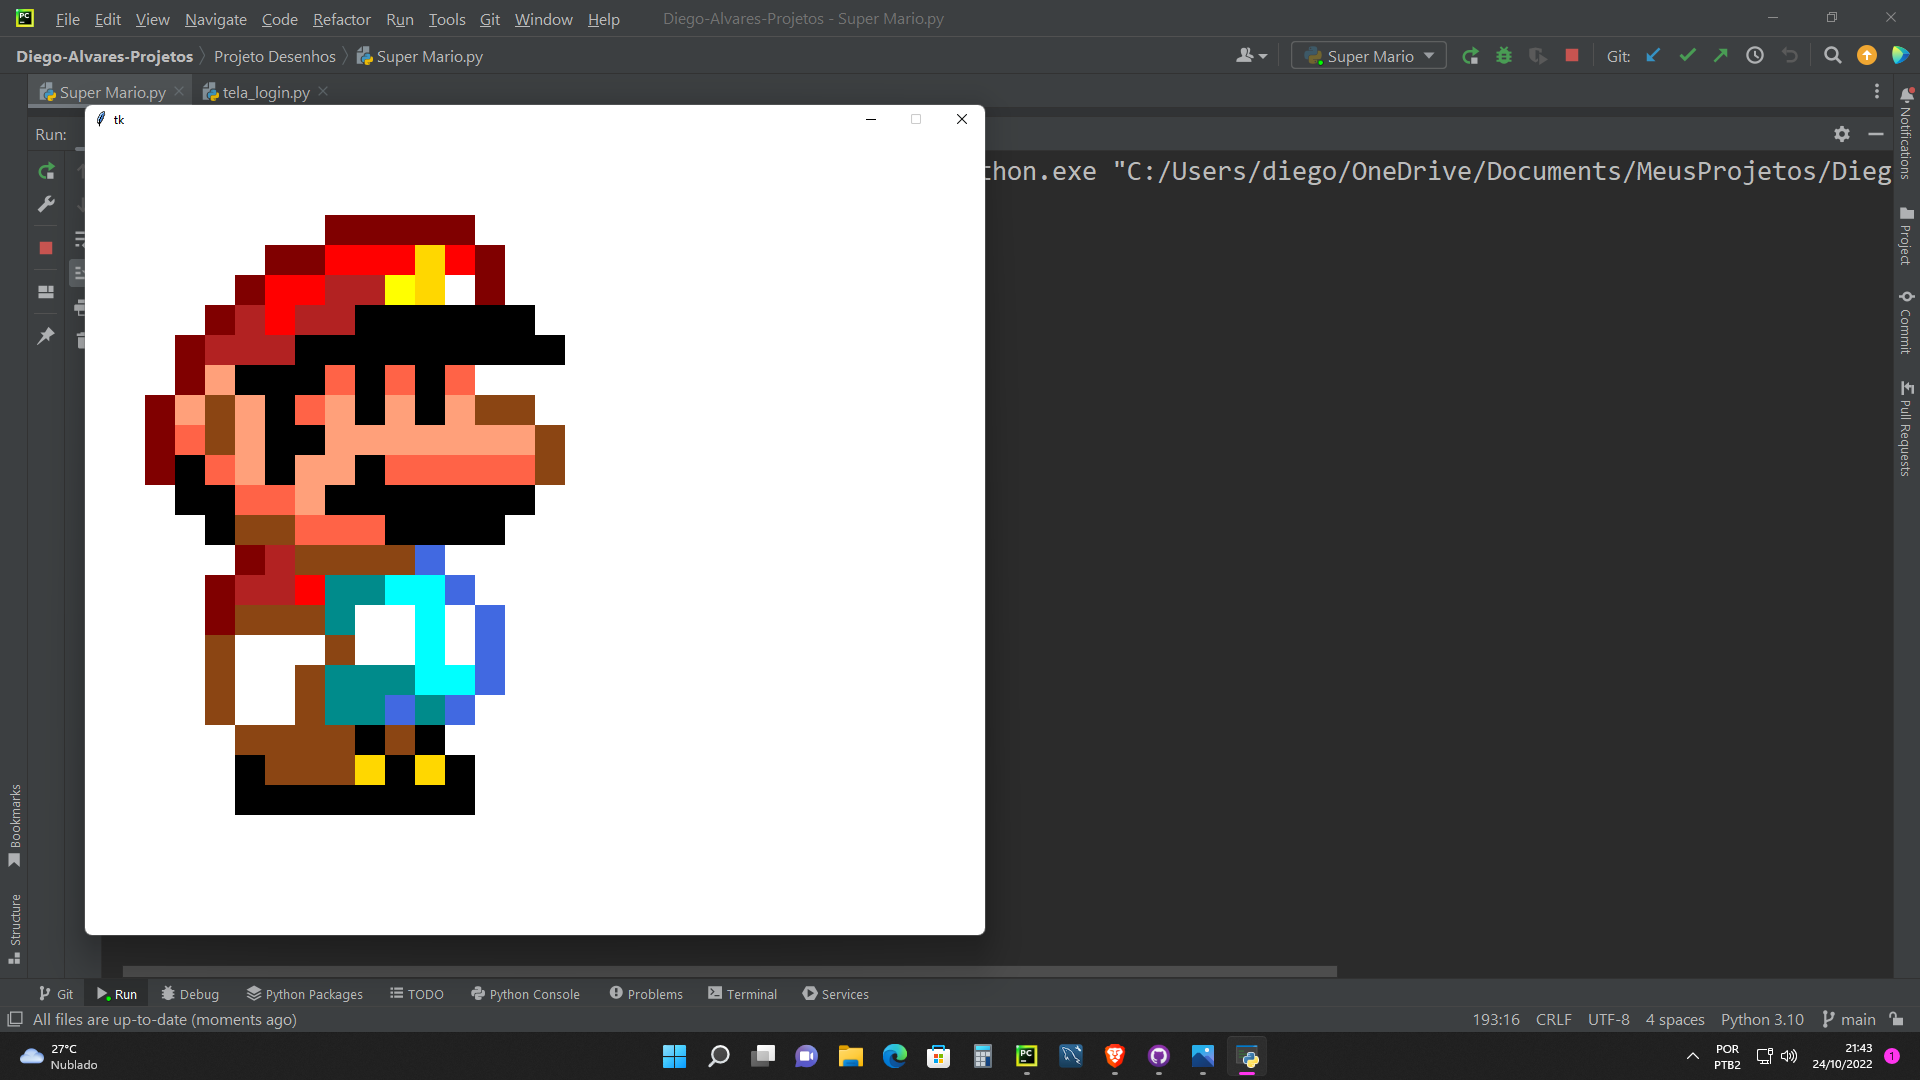 File Edit View Navigate Code Refactor Run Tools Git Window Help Diego-Alvares-Projetos - Super Mario.py
Diego-Alvares-Projetos Projeto Desenhos Super Mario.py Super Mario Git:
Super Mario.py tela_login.py
tk
Run:
thon.exe "C:/Users/diego/OneDrive/Documents/MeusProjetos/Dieg
Notifications
Project
Commit
Pull Requests
Bookmarks
Structure
Git Run Debug Python Packages TODO Python Console Problems Terminal Services
All files are up-to-date (moments ago) 193:16 CRLF UTF-8 4 spaces Python 3.10 main
27°C
Nublado
PC
POR
PTB2
21:43
24/10/2022
1